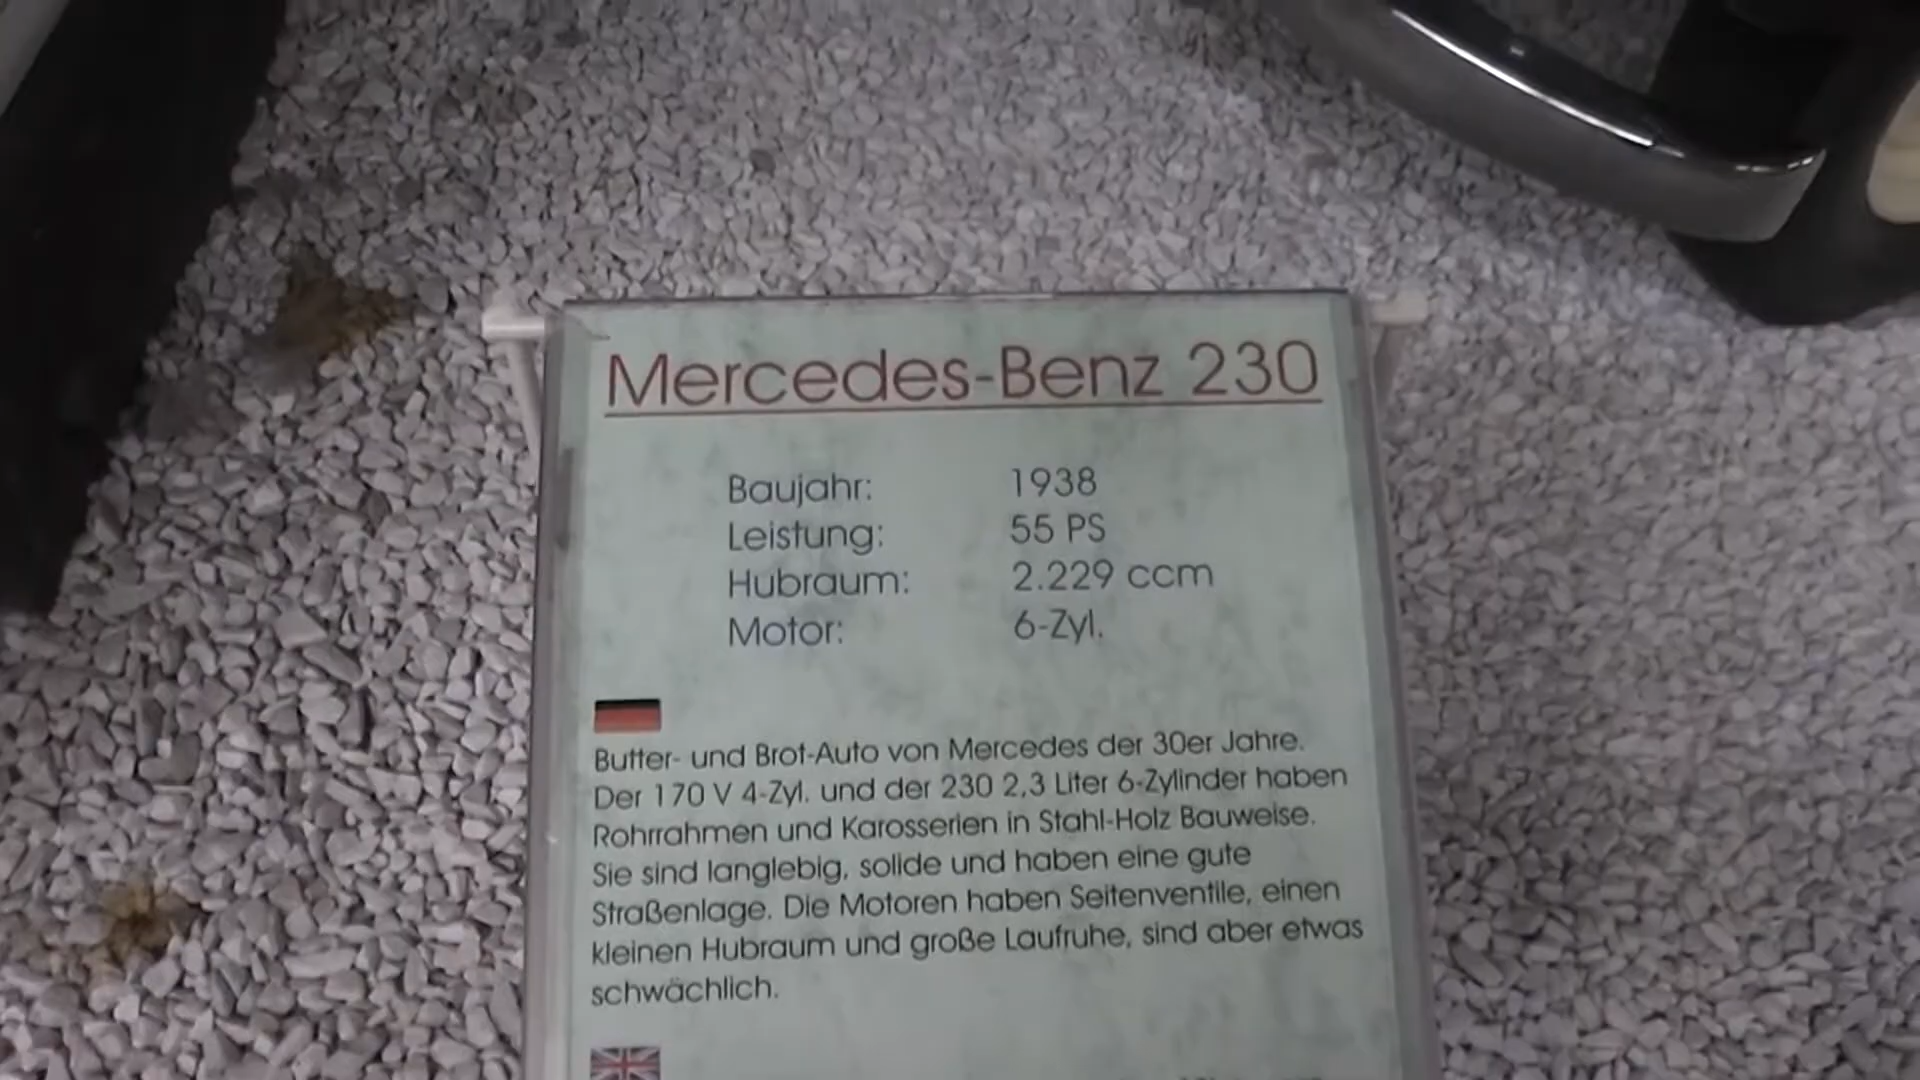 Mercedes-Benz 230
Baujahr: 1938
Leistung: 55 PS
Hubraum: 2.229 ccm
Motor: 6-Zyl.
Butter- und Brot-Auto von Mercedes der 30er Jahre.
Der 170 V 4-Zyl. und der 230 2,3 Liter 6-Zylinder haben
Rohrrahmen und Karosserien in Stahl-Holz Bauweise.
Sie sind langlebig, solide und haben eine gute
Straßenlage. Die Motoren haben Seitenventile, einen
kleinen Hubraum und große Laufruhe, sind aber etwas
schwächlich.